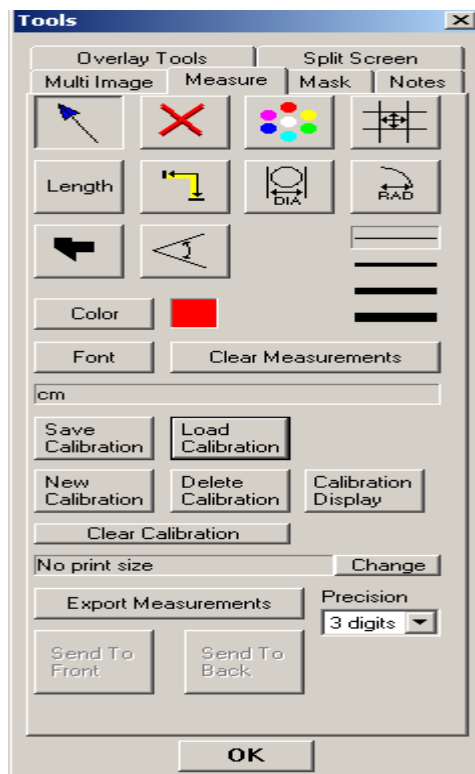 Tools
Overlay Tools Split Screen
Multi Image Measure Mask Notes
Length DIA RAD
Color
Font Clear Measurements
cm
Save Calibration Load Calibration
New Calibration Delete Calibration Calibration Display
Clear Calibration
No print size Change
Export Measurements Precision
3 digits
Send To Front Send To Back
OK